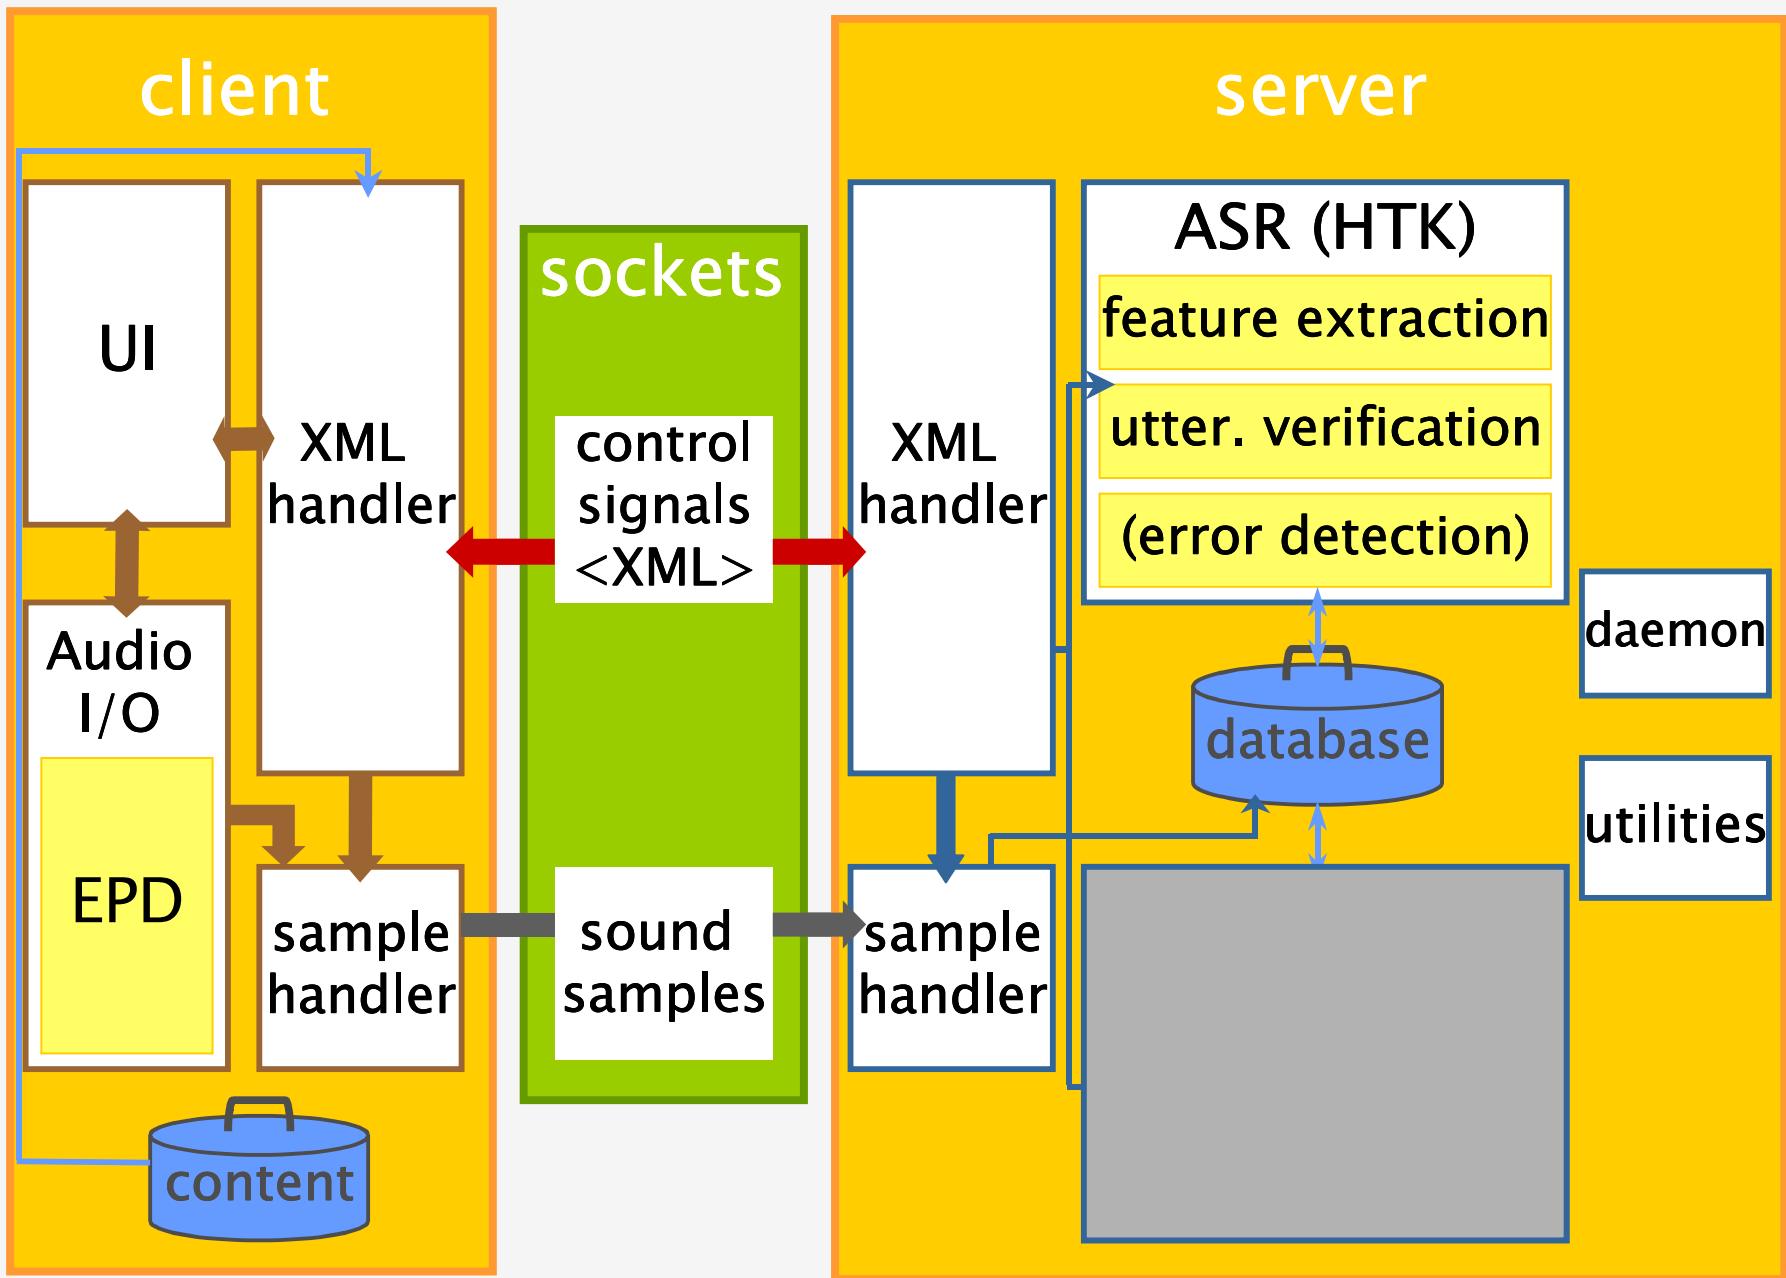 client
UI
XML
handler
Audio
I/O
EPD
sample
handler
content
sockets
control
signals
<XML>
sound
samples
server
XML
handler
sample
handler
ASR (HTK)
feature extraction
utter. verification
(error detection)
database
daemon
utilities